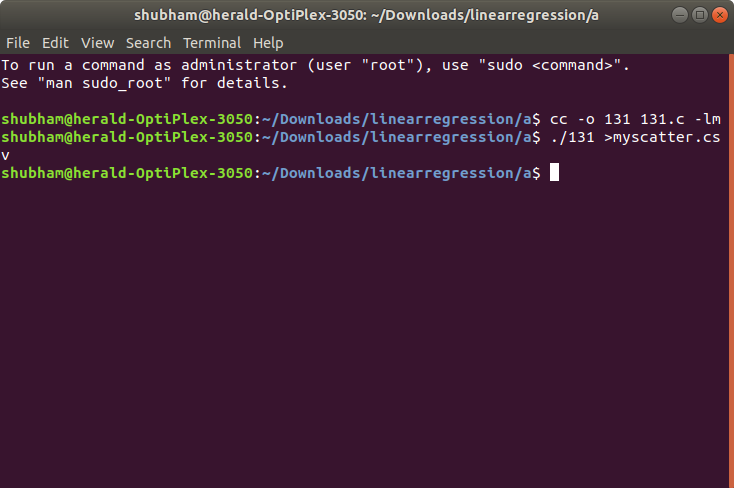 shubham@herald-OptiPlex-3050: ~/Downloads/linearregression/a
File Edit View Search Terminal Help
To run a command as administrator (user "root"), use "sudo <command>".
See "man sudo_root" for details.
shubham@herald-OptiPlex-3050:~/Downloads/linearregression/a$ cc -o 131 131.c -lm
shubham@herald-OptiPlex-3050:~/Downloads/linearregression/a$ ./131 >myscatter.cs
v
shubham@herald-OptiPlex-3050:~/Downloads/linearregression/a$